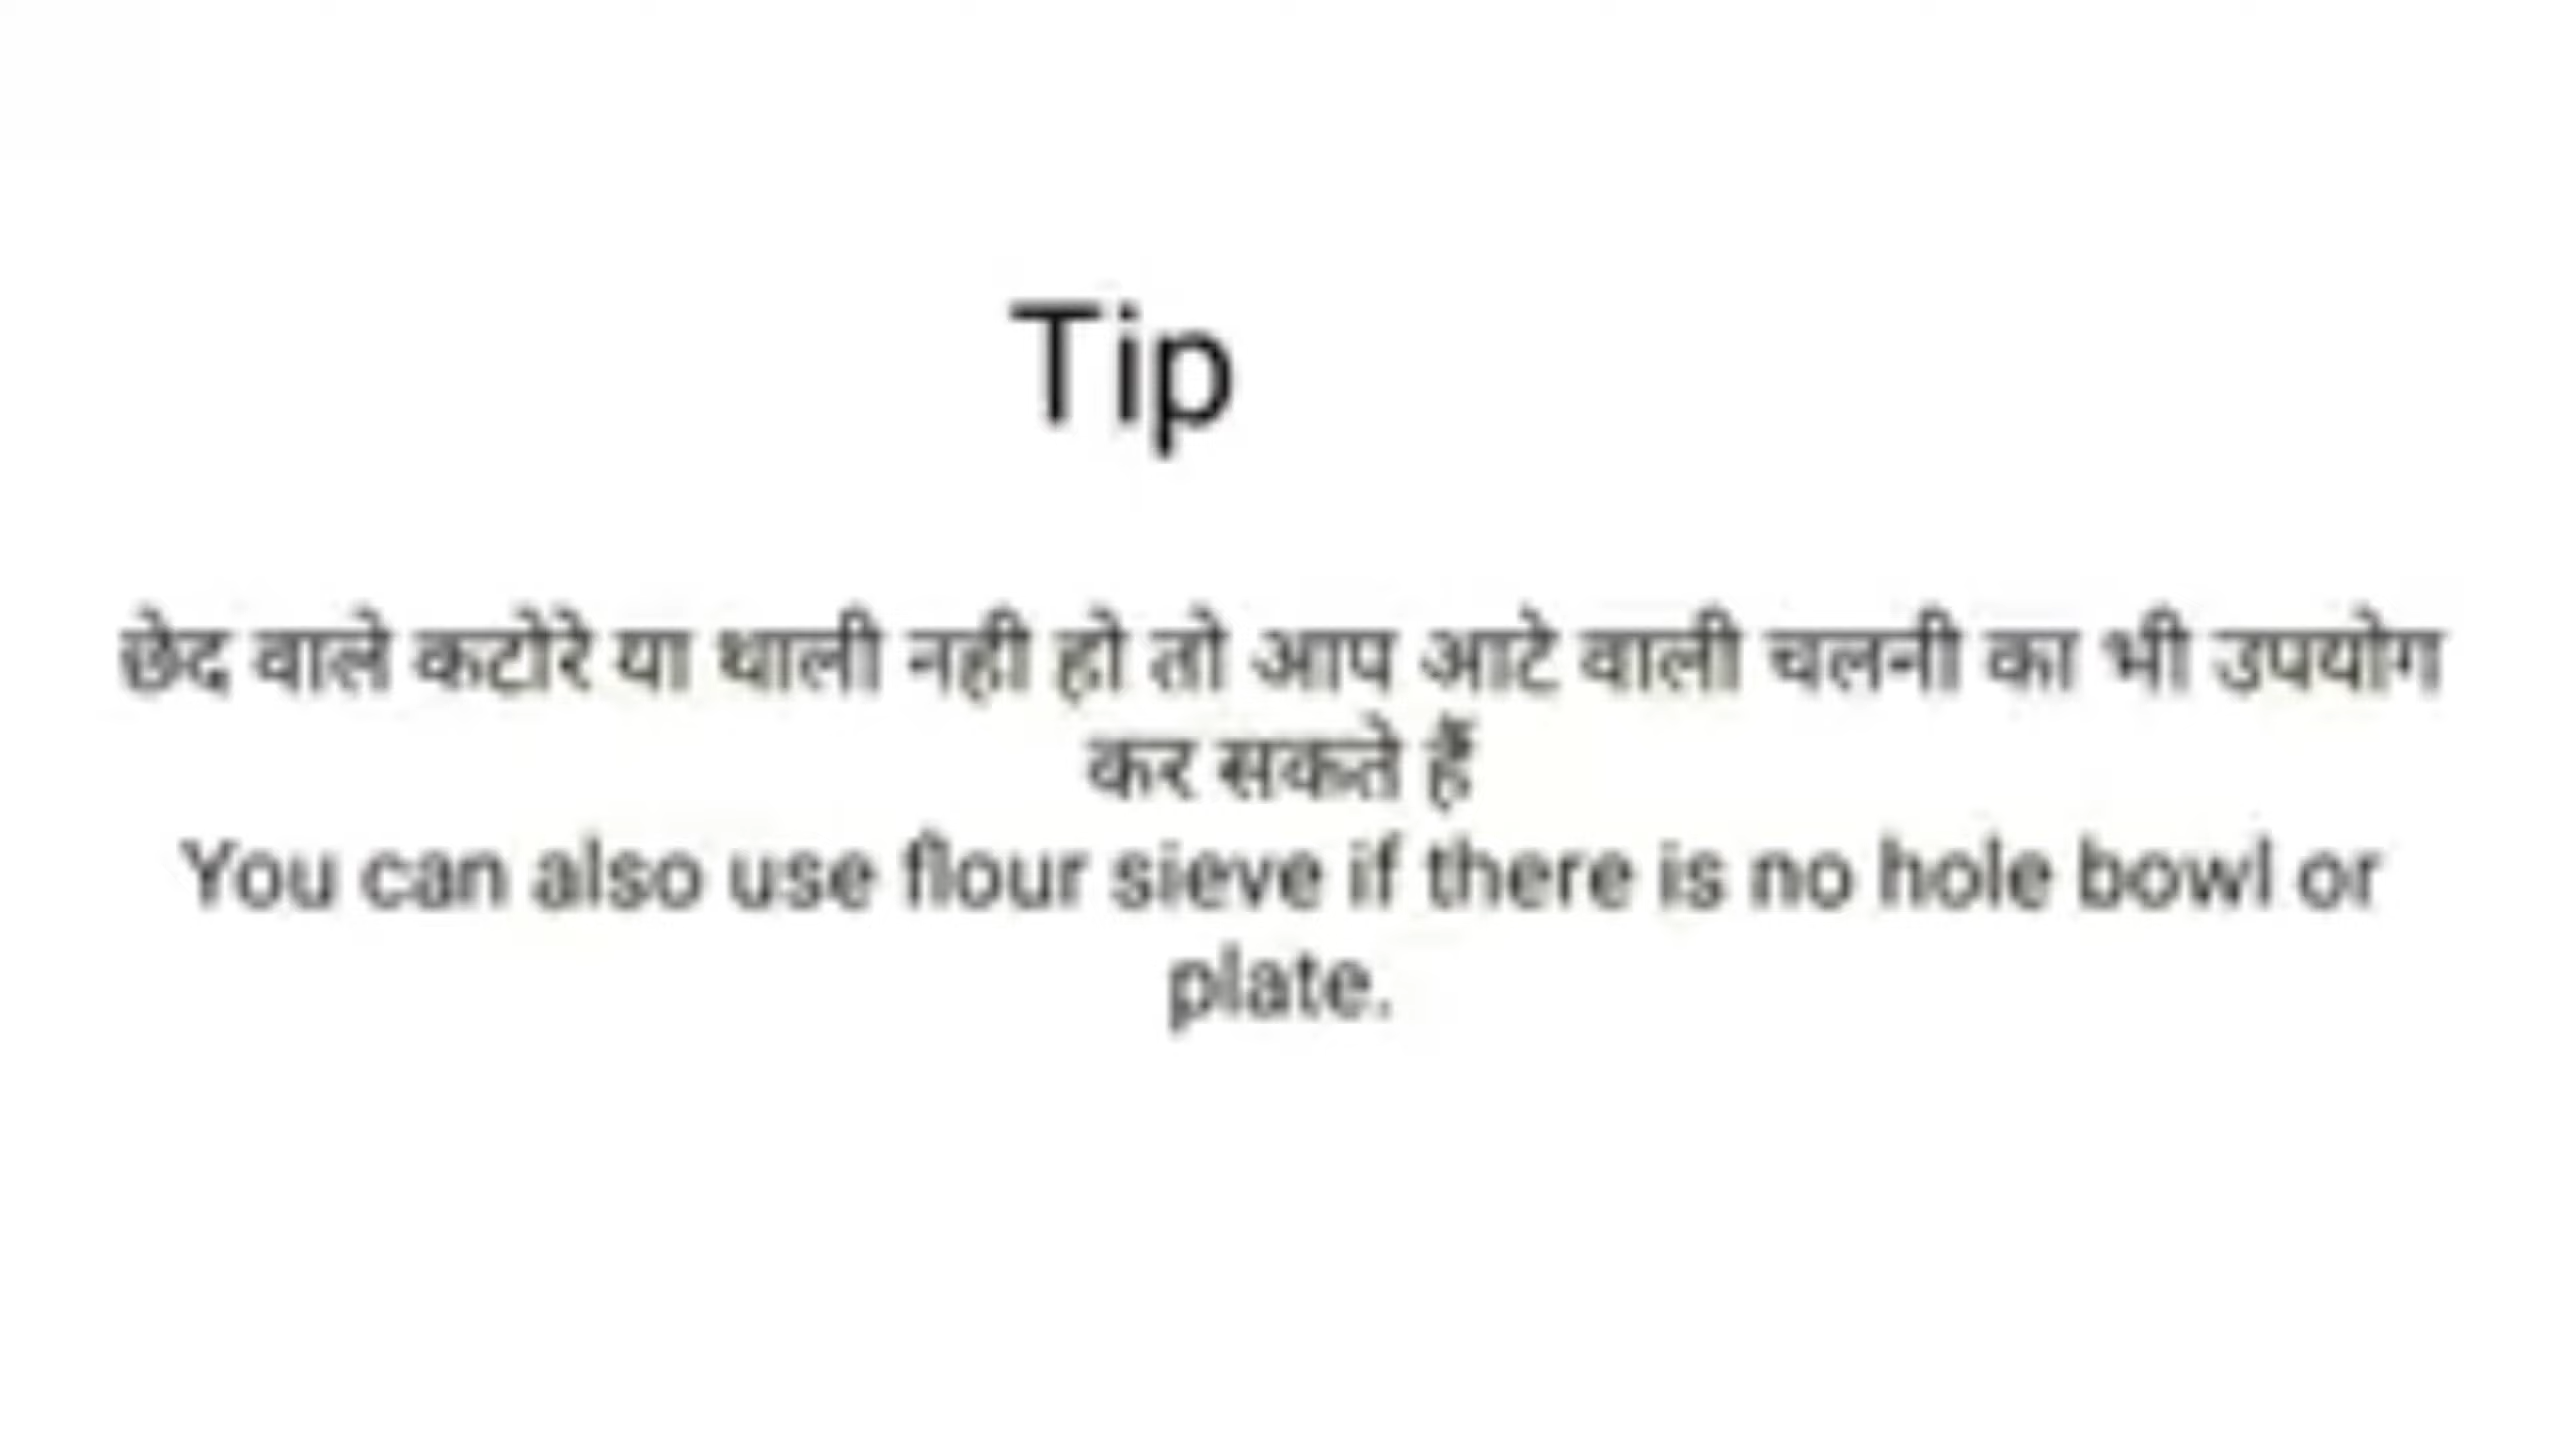 Tip
छेद वाले कटोरे या थाली नही हो तो आप आटे वाली चलनी का भी उपयोग
कर सकते हैं
You can also use flour sieve if there is no hole bowl or
plate.